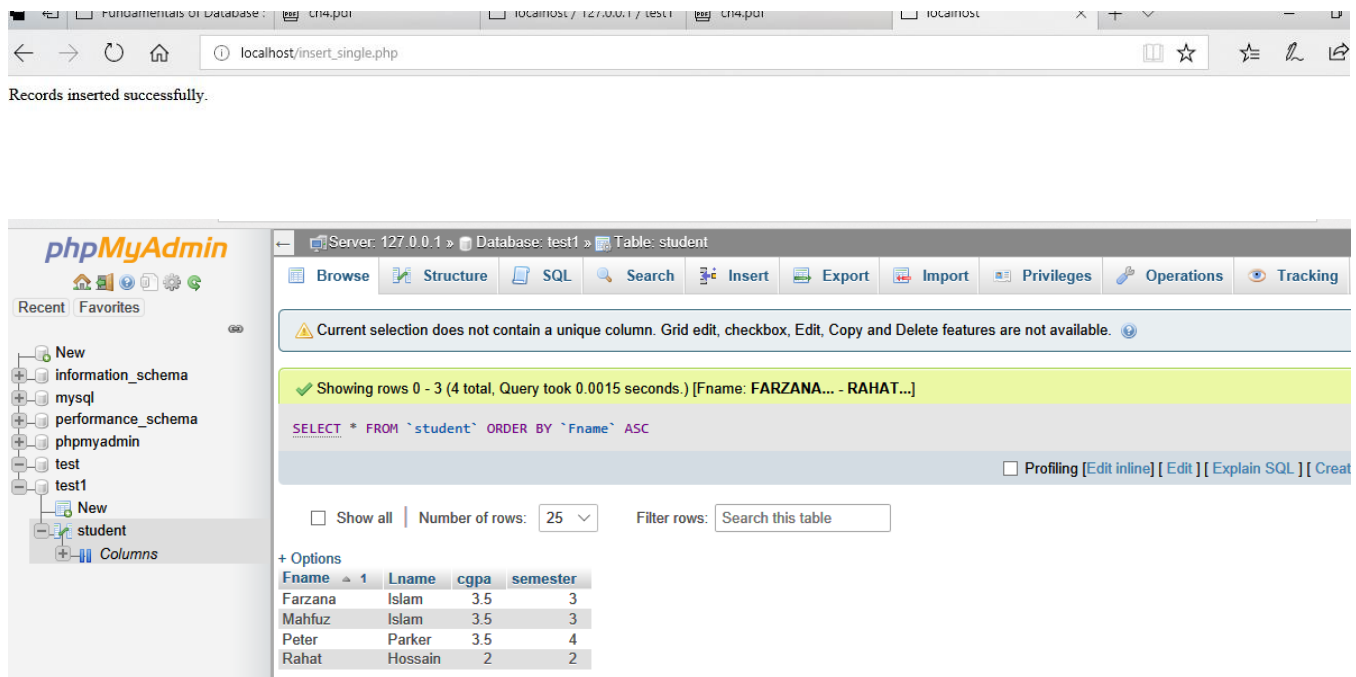 Fundamentals of Database : ch4.pdf localhost / 127.0.0.1 / test1 ch4.pdf localhost
localhost/insert_single.php
Records inserted successfully.
phpMyAdmin
Recent Favorites
New
information_schema
mysql
performance_schema
phpmyadmin
test
test1
New
student
Columns
Server: 127.0.0.1 » Database: test1 » Table: student
Browse Structure SQL Search Insert Export Import Privileges Operations Tracking
Current selection does not contain a unique column. Grid edit, checkbox, Edit, Copy and Delete features are not available.
Showing rows 0 - 3 (4 total, Query took 0.0015 seconds.) [Fname: FARZANA... - RAHAT...]
SELECT * FROM `student` ORDER BY `Fname` ASC
Profiling [Edit inline] [ Edit ] [ Explain SQL ] [ Creat
Show all | Number of rows: 25 Filter rows: Search this table
+ Options
Fname 1 Lname cgpa semester
Farzana Islam 3.5 3
Mahfuz Islam 3.5 3
Peter Parker 3.5 4
Rahat Hossain 2 2